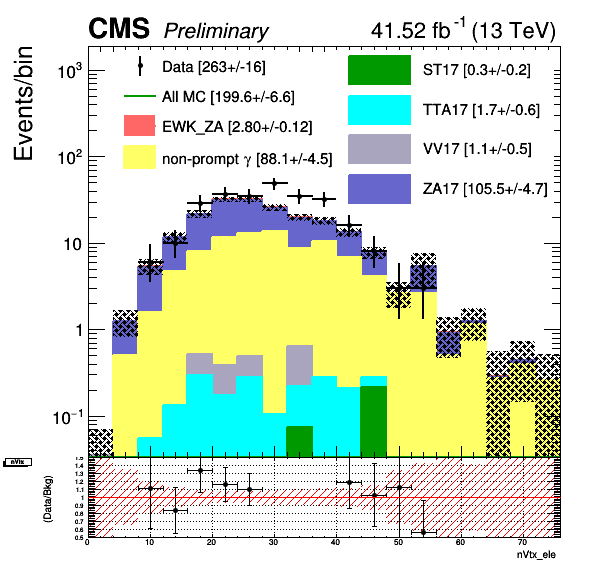 CMS Preliminary 41.52 fb⁻¹ (13 TeV)
Events/bin
Data [263+/-16]
All MC [199.6+/-6.6]
EWK_ZA [2.80+/-0.12]
non-prompt γ [88.1+/-4.5]
ST17 [0.3+/-0.2]
TTA17 [1.7+/-0.6]
VV17 [1.1+/-0.5]
ZA17 [105.5+/-4.7]
10³
10²
10
1
10⁻¹
nVtx
(Data/Bkg)
1.5
1.4
1.3
1.2
1.1
1
0.9
0.8
0.7
0.6
0.5
0 10 20 30 40 50 60 70
nVtx_ele